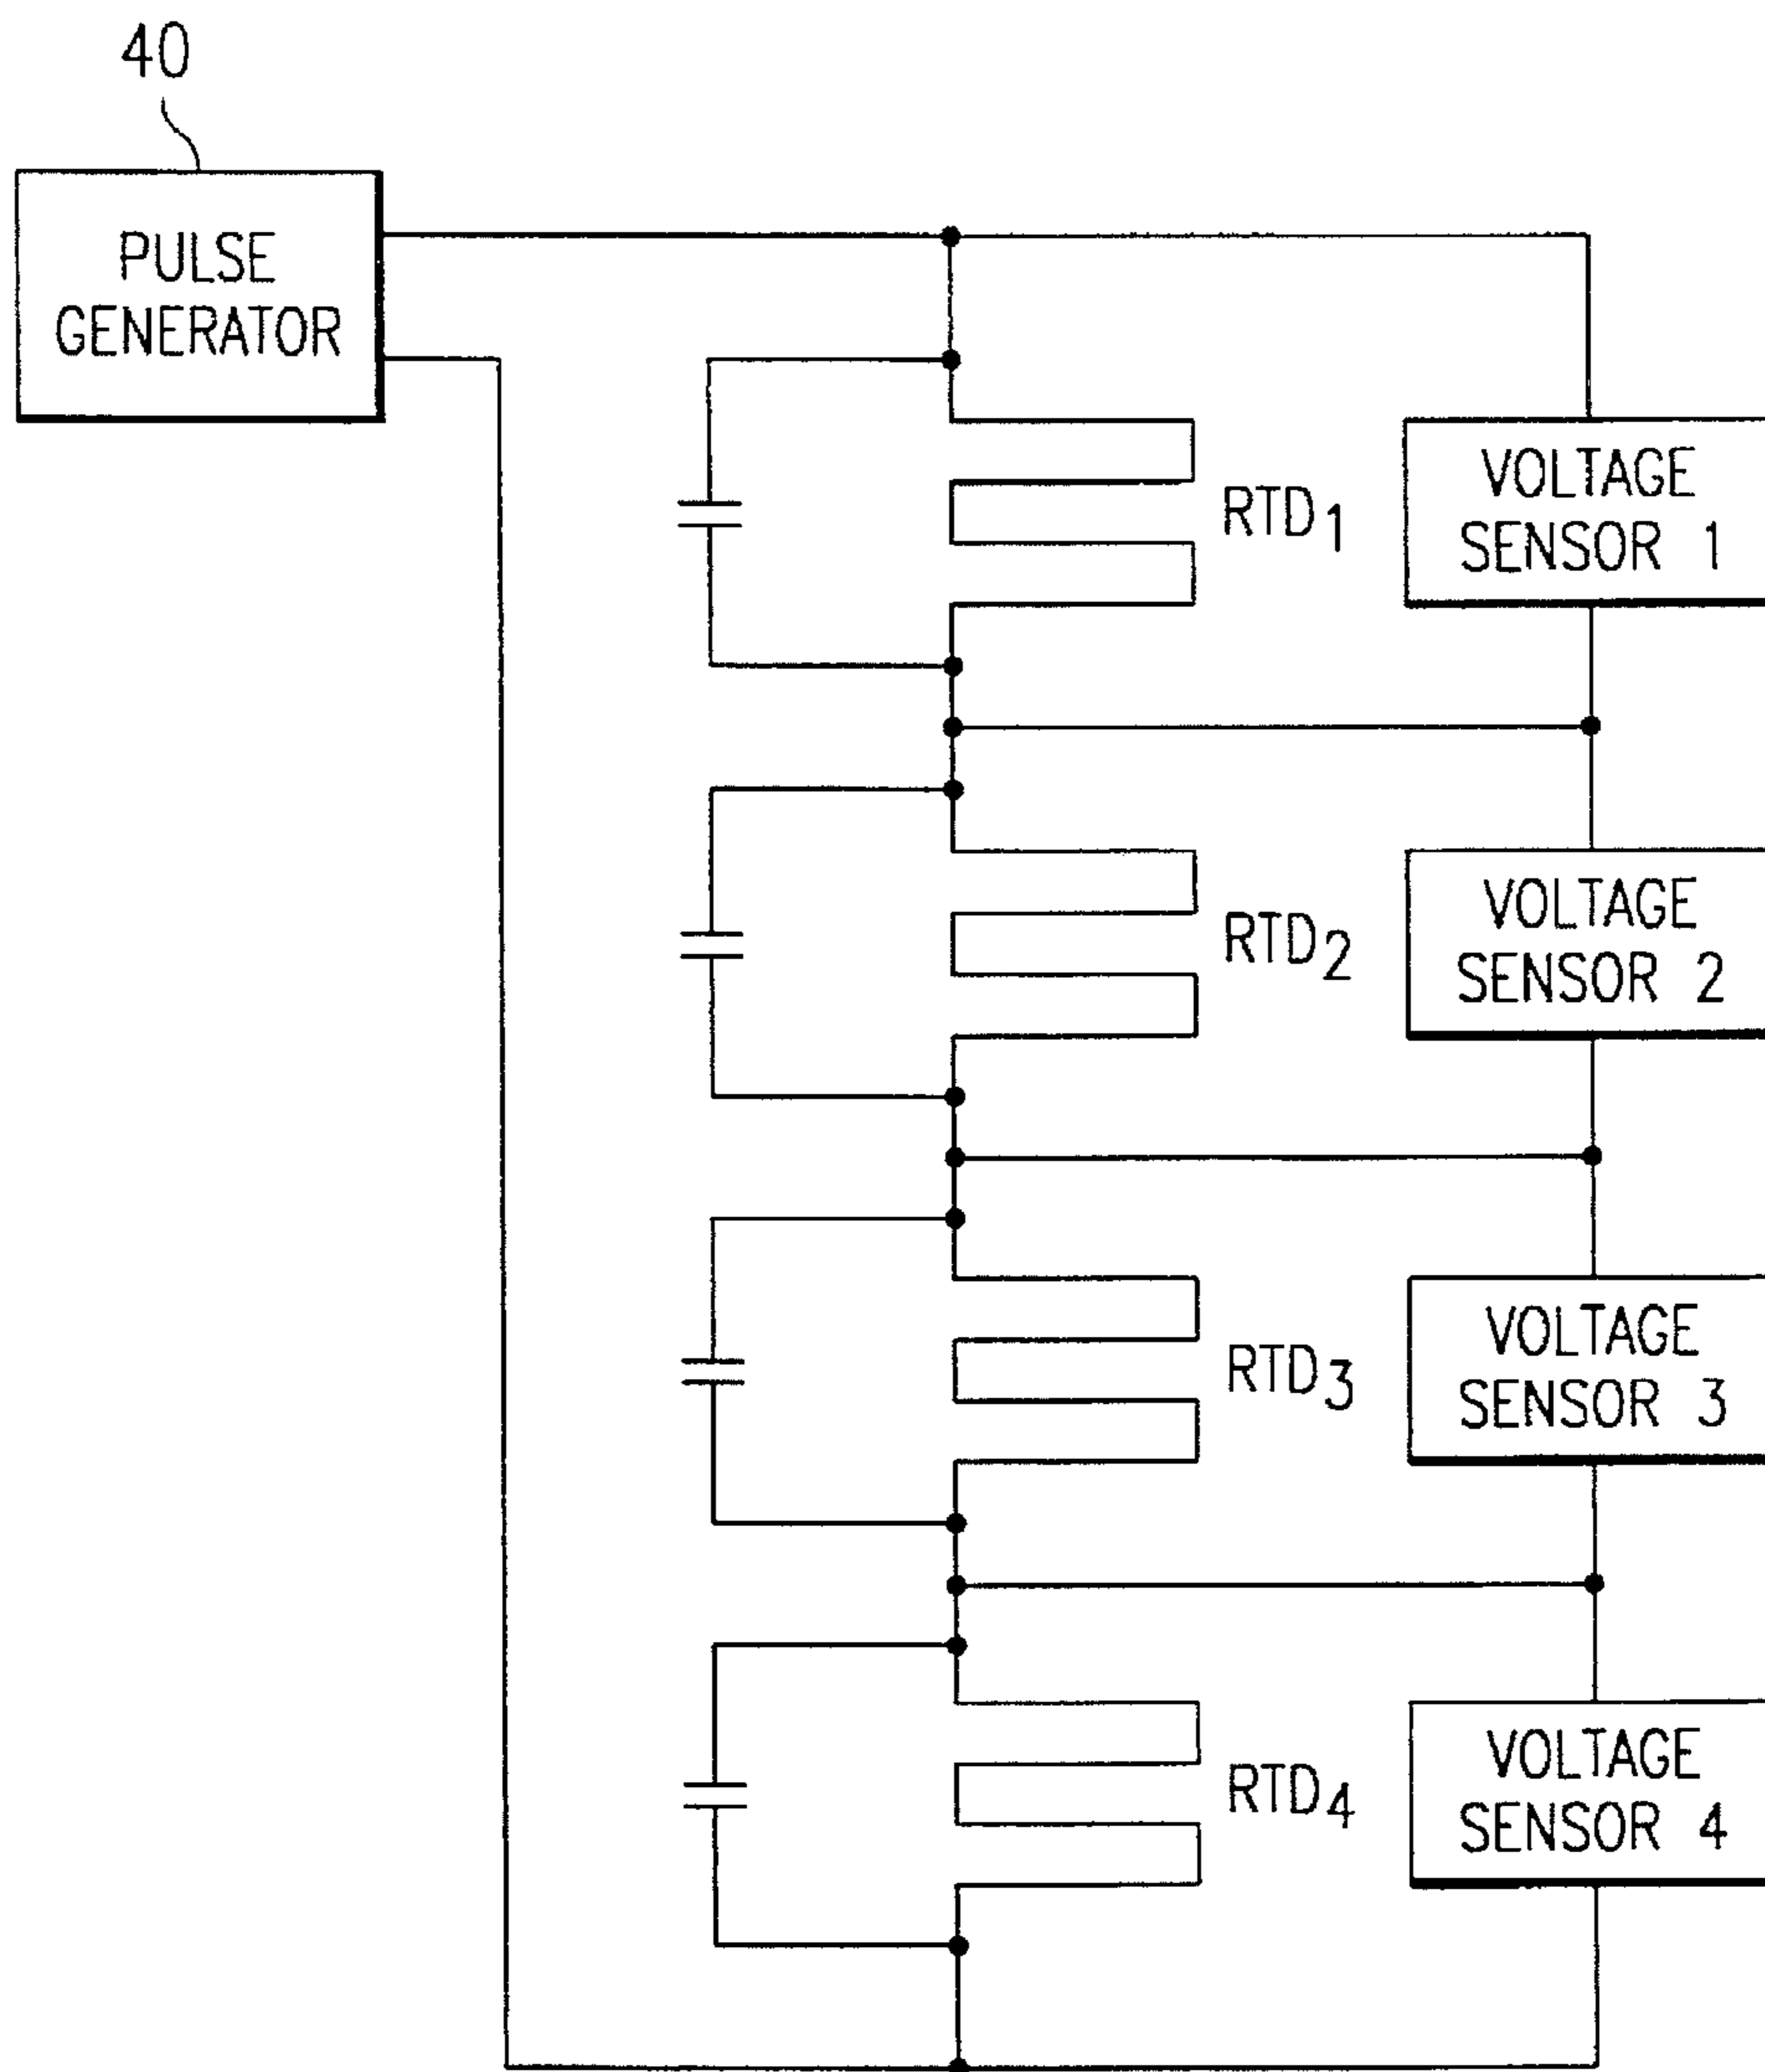 40
PULSE
GENERATOR
RTD1
VOLTAGE
SENSOR 1
RTD2
VOLTAGE
SENSOR 2
RTD3
VOLTAGE
SENSOR 3
RTD4
VOLTAGE
SENSOR 4